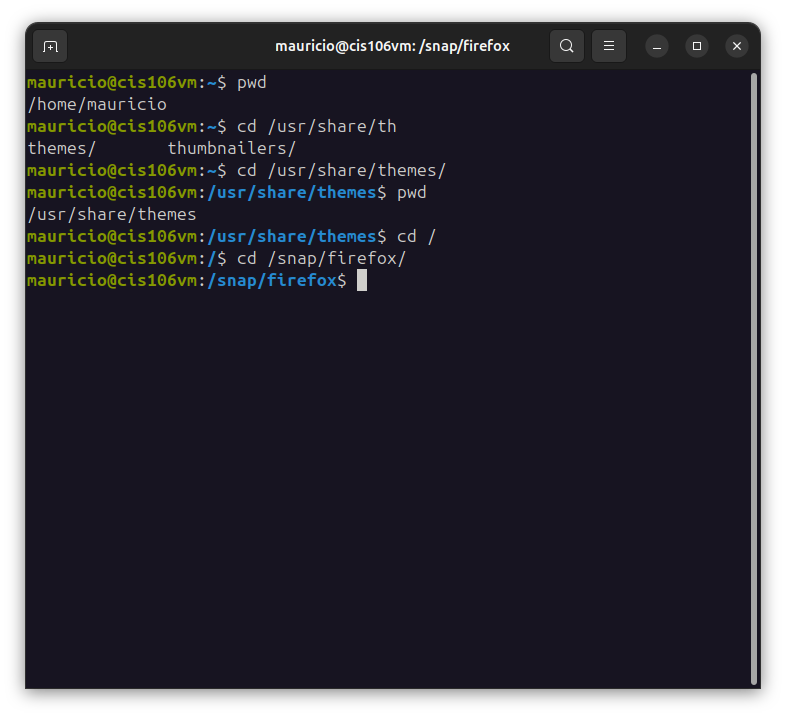 mauricio@cis106vm: /snap/firefox
mauricio@cis106vm:~$ pwd
/home/mauricio
mauricio@cis106vm:~$ cd /usr/share/th
themes/       thumbnailers/
mauricio@cis106vm:~$ cd /usr/share/themes/
mauricio@cis106vm:/usr/share/themes$ pwd
/usr/share/themes
mauricio@cis106vm:/usr/share/themes$ cd /
mauricio@cis106vm:/$ cd /snap/firefox/
mauricio@cis106vm:/snap/firefox$